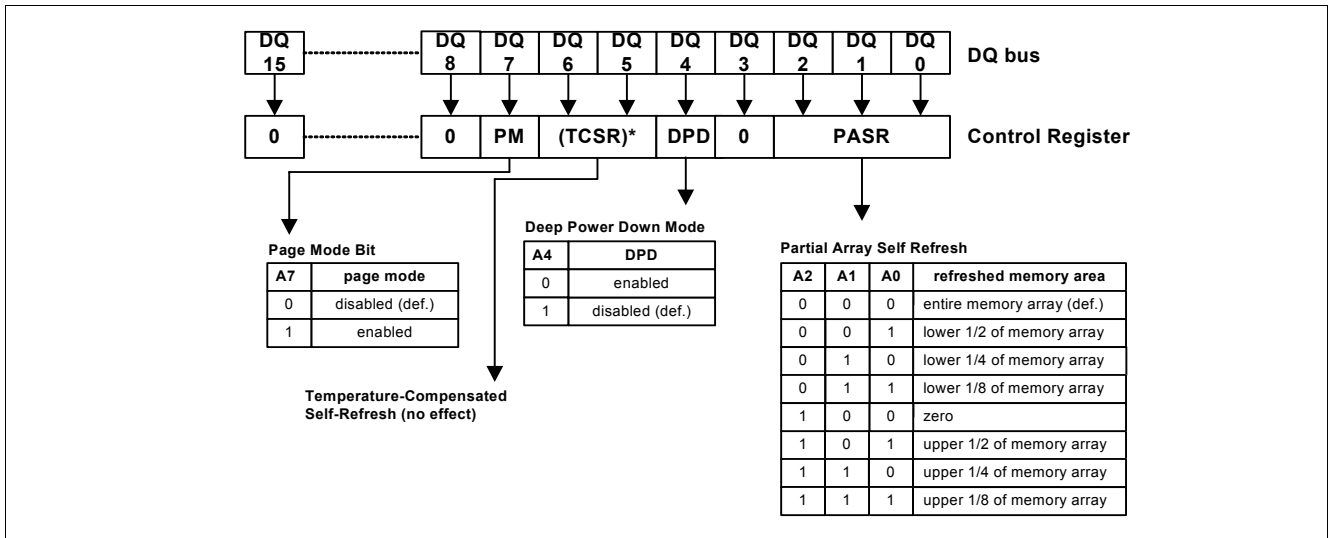 DQ 15 DQ 8 DQ 7 DQ 6 DQ 5 DQ 4 DQ 3 DQ 2 DQ 1 DQ 0 DQ bus
0 0 PM (TCSR)* DPD 0 PASR Control Register
Page Mode Bit
A7 page mode
0 disabled (def.)
1 enabled
Temperature-Compensated
Self-Refresh (no effect)
Deep Power Down Mode
A4 DPD
0 enabled
1 disabled (def.)
Partial Array Self Refresh
A2 A1 A0 refreshed memory area
0 0 0 entire memory array (def.)
0 0 1 lower 1/2 of memory array
0 1 0 lower 1/4 of memory array
0 1 1 lower 1/8 of memory array
1 0 0 zero
1 0 1 upper 1/2 of memory array
1 1 0 upper 1/4 of memory array
1 1 1 upper 1/8 of memory array